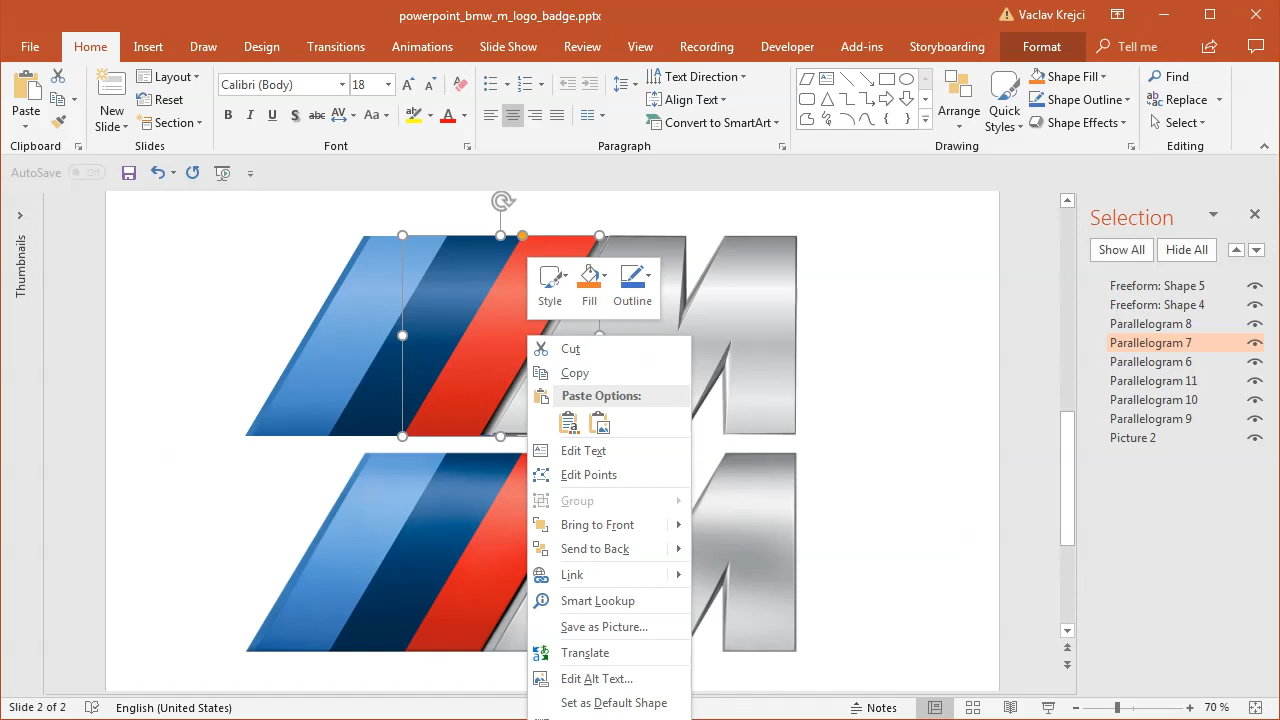 powerpoint_bmw_m_logo_badge.pptx
Vaclav Krejci
File Home Insert Draw Design Transitions Animations Slide Show Review View Recording Developer Add-ins Storyboarding Format Tell me
Paste
Clipboard
New
Slide
Layout
Reset
Section
Slides
Calibri (Body) 18
B I U S abc AV Aa A
Font
Text Direction
Align Text
Convert to SmartArt
Paragraph
Arrange
Quick
Styles
Shape Fill
Shape Outline
Shape Effects
Drawing
Find
Replace
Select
Editing
AutoSave Off
Thumbnails
Style Fill Outline
Cut
Copy
Paste Options:
Edit Text
Edit Points
Group
Bring to Front
Send to Back
Link
Smart Lookup
Save as Picture...
Translate
Edit Alt Text...
Set as Default Shape
Selection
Show All Hide All
Freeform: Shape 5
Freeform: Shape 4
Parallelogram 8
Parallelogram 7
Parallelogram 6
Parallelogram 11
Parallelogram 10
Parallelogram 9
Picture 2
Slide 2 of 2 English (United States) Notes 70 %